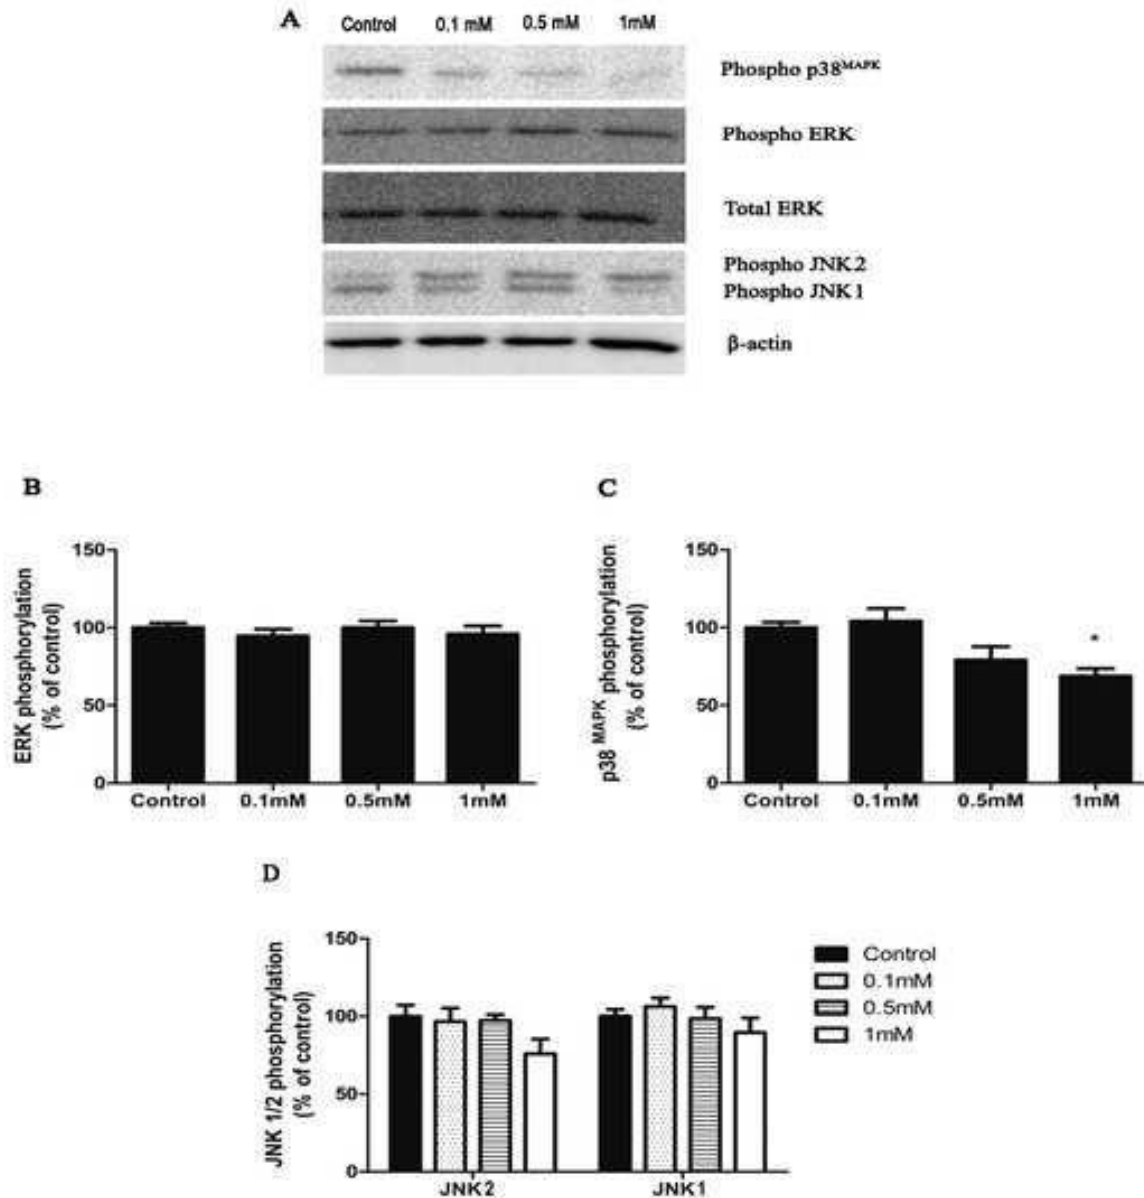 A
Control 0.1 mM 0.5 mM 1mM
Phospho p38MAPK
Phospho ERK
Total ERK
Phospho JNK2
Phospho JNK1
β-actin
B
ERK phosphorylation
(% of control)
150
100
50
0
Control 0.1mM 0.5mM 1mM
C
p38 MAPK phosphorylation
(% of control)
150
100
50
0
*
Control 0.1mM 0.5mM 1mM
D
JNK 1/2 phosphorylation
(% of control)
150
100
50
0
JNK2 JNK1
Control
0.1mM
0.5mM
1mM